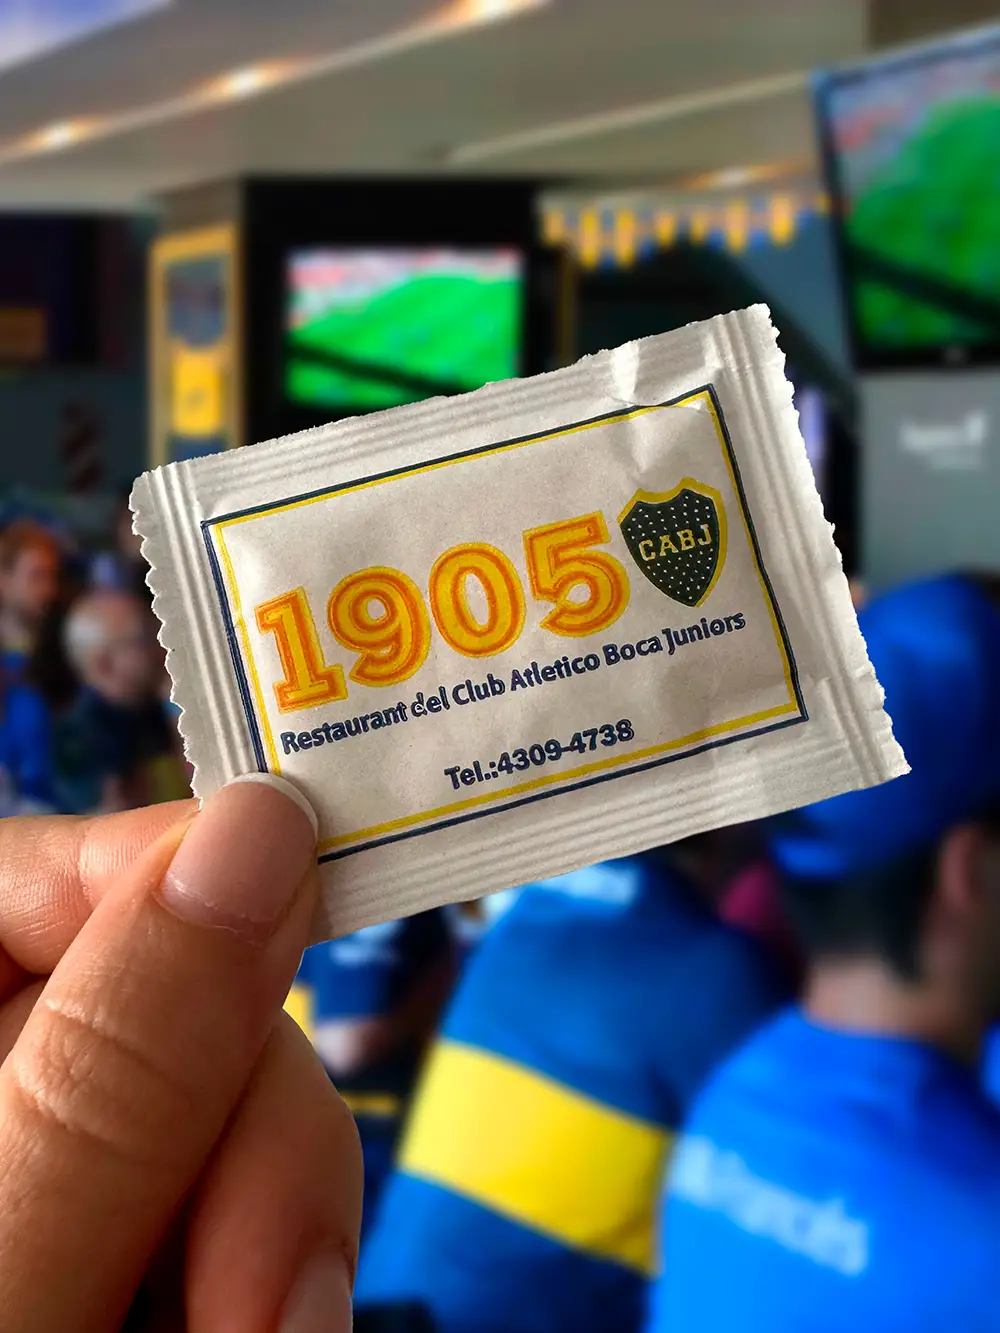 1905
CABJ
Restaurant del Club Atletico Boca Juniors
Tel.:4309-4738